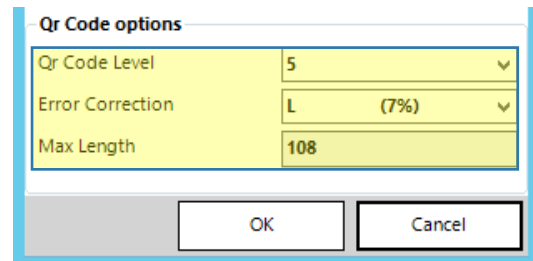 Qr Code options
Qr Code Level 5
Error Correction L (7%)
Max Length 108
OK Cancel